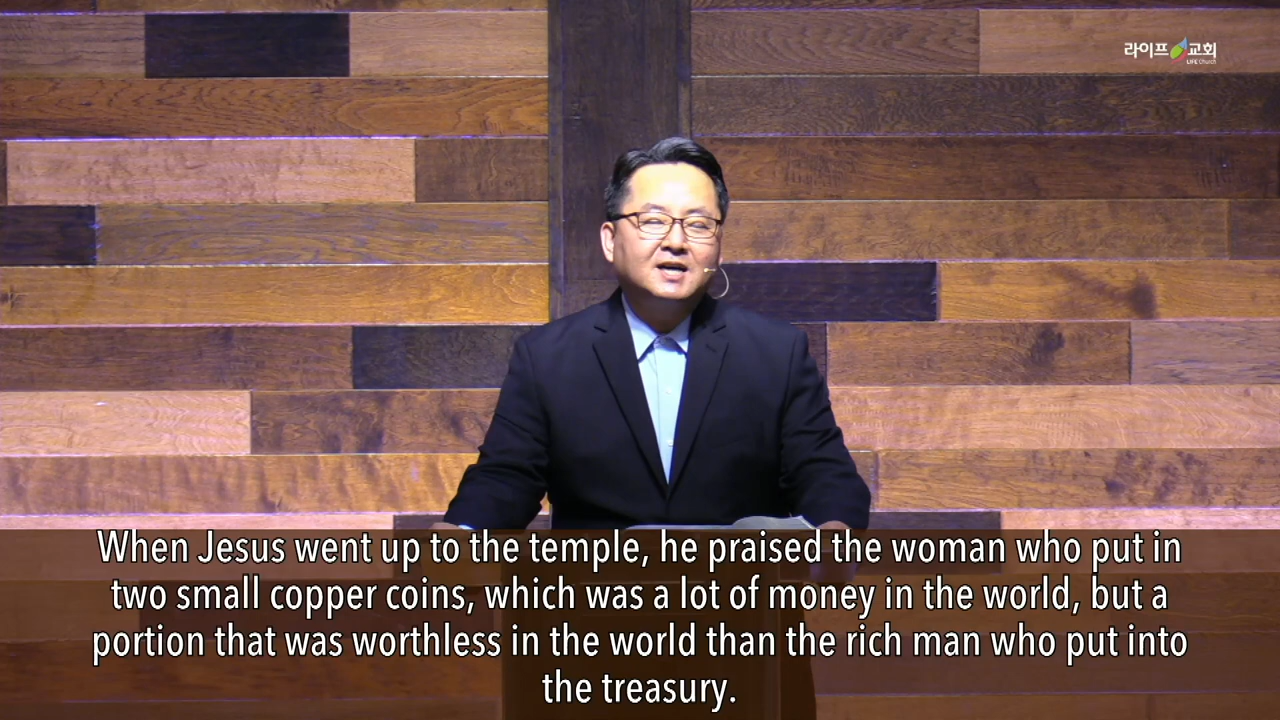 라이프 교회
LIFE Church
When Jesus went up to the temple, he praised the woman who put in
two small copper coins, which was a lot of money in the world, but a
portion that was worthless in the world than the rich man who put into
the treasury.